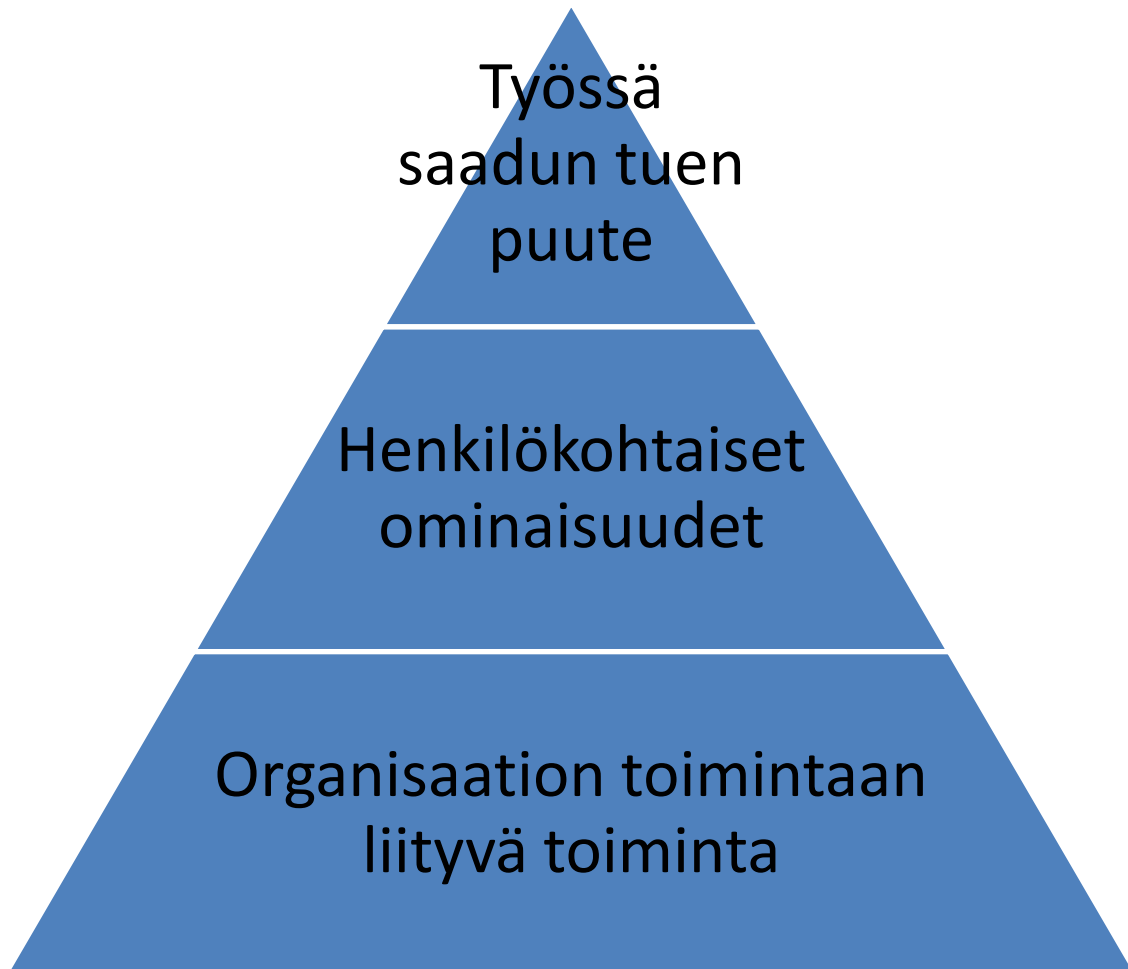 Työssä
saadun tuen
puute
Henkilökohtaiset
ominaisuudet
Organisaation toimintaan
liityvä toiminta